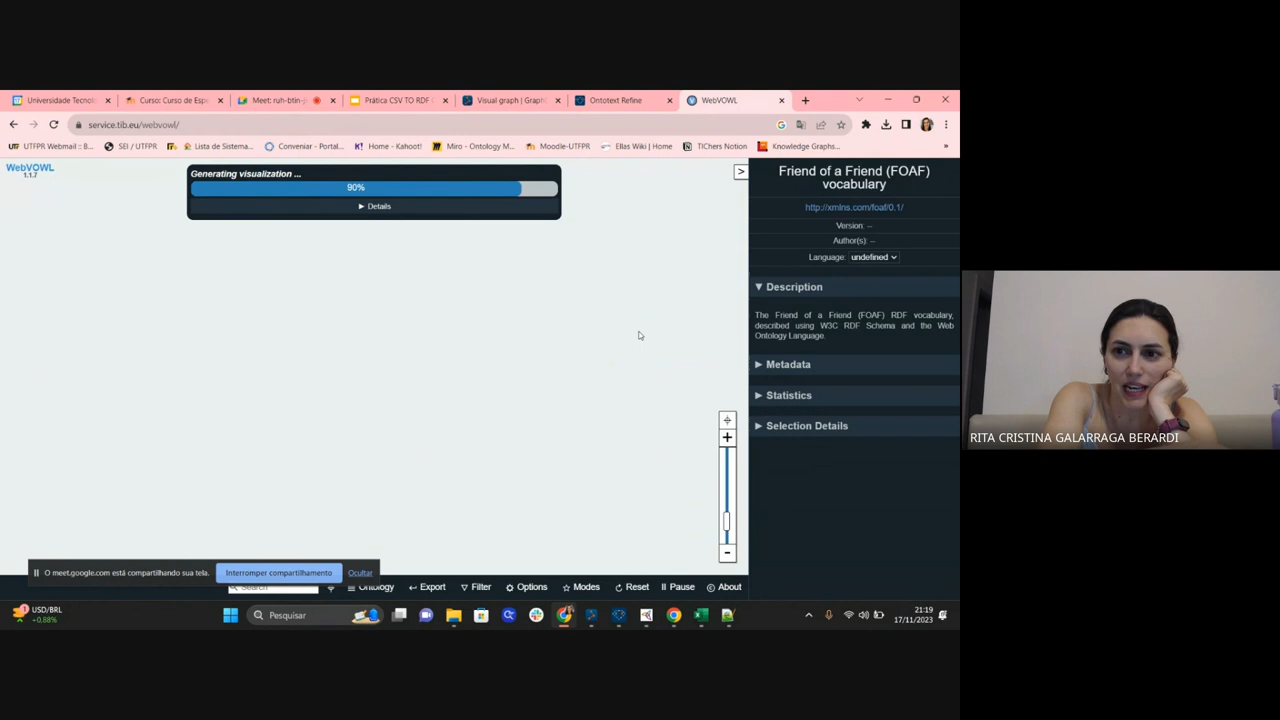 Universidade Tecnol
Curso: Curso de Espe
Meet: ruh-btin-j
Prática CSV TO RDF
Visual graph | Graph
Ontotext Refine
WebVOWL
service.tib.eu/webvowl/
UTFPR Webmail :: B...
SEI / UTFPR
Lista de Sistema...
Conveniar - Portal...
Home - Kahoot!
Miro - Ontology M...
Moodle-UTFPR
Ellas Wiki | Home
TIChers Notion
Knowledge Graphs...
WebVOWL
1.1.7
Generating visualization ...
90%
▶ Details
>
Friend of a Friend (FOAF)
vocabulary
http://xmlns.com/foaf/0.1/
Version: --
Author(s): --
Language: undefined
▼ Description
The Friend of a Friend (FOAF) RDF vocabulary,
described using W3C RDF Schema and the Web
Ontology Language.
▶ Metadata
▶ Statistics
▶ Selection Details
RITA CRISTINA GALARRAGA BERARDI
O meet.google.com está compartilhando sua tela.
Interromper compartilhamento
Ocultar
Search
Ontology
Export
Filter
Options
Modes
Reset
Pause
About
USD/BRL
+0,88%
Pesquisar
21:19
17/11/2023